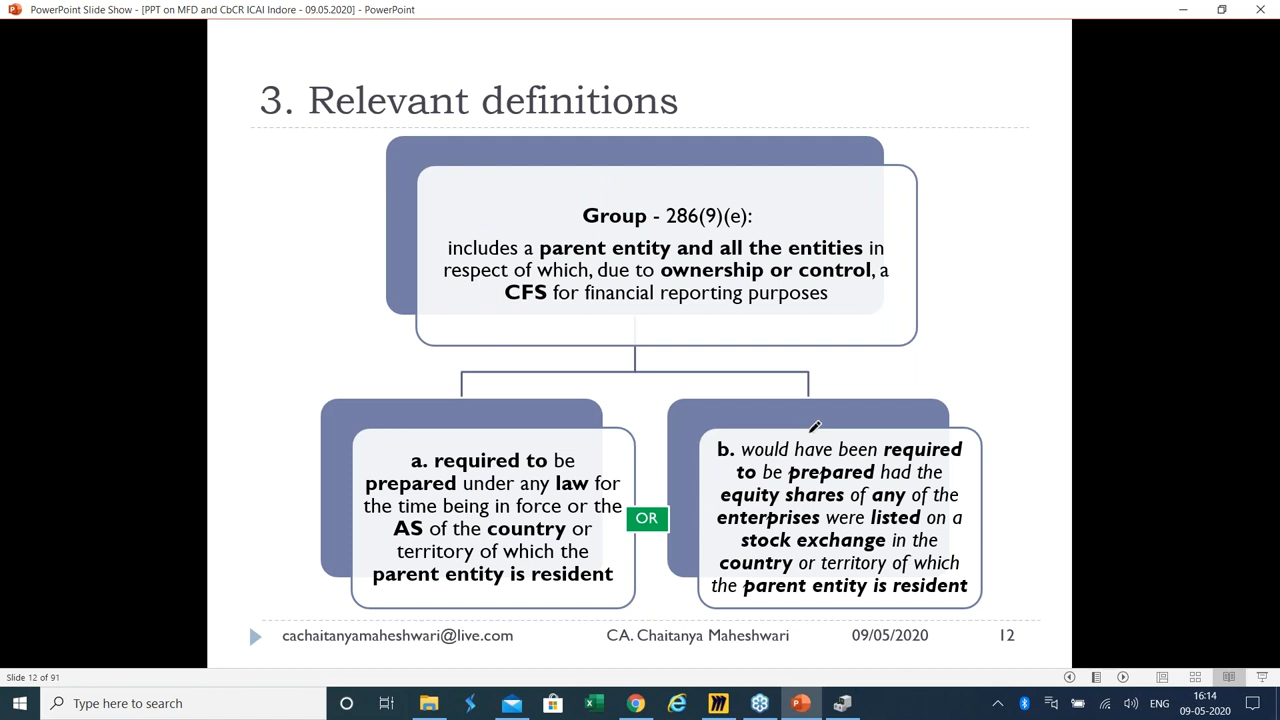 PowerPoint Slide Show - [PPT on MFD and CbCR ICAI Indore - 09.05.2020] - PowerPoint
3. Relevant definitions
Group - 286(9)(e):
includes a parent entity and all the entities in
respect of which, due to ownership or control, a
CFS for financial reporting purposes
a. required to be
prepared under any law for
the time being in force or the
AS of the country or
territory of which the
parent entity is resident
OR
b. would have been required
to be prepared had the
equity shares of any of the
enterprises were listed on a
stock exchange in the
country or territory of which
the parent entity is resident
cachaitanyamaheshwari@live.com CA. Chaitanya Maheshwari 09/05/2020 12
Slide 12 of 91
Type here to search
ENG
16:14
09-05-2020